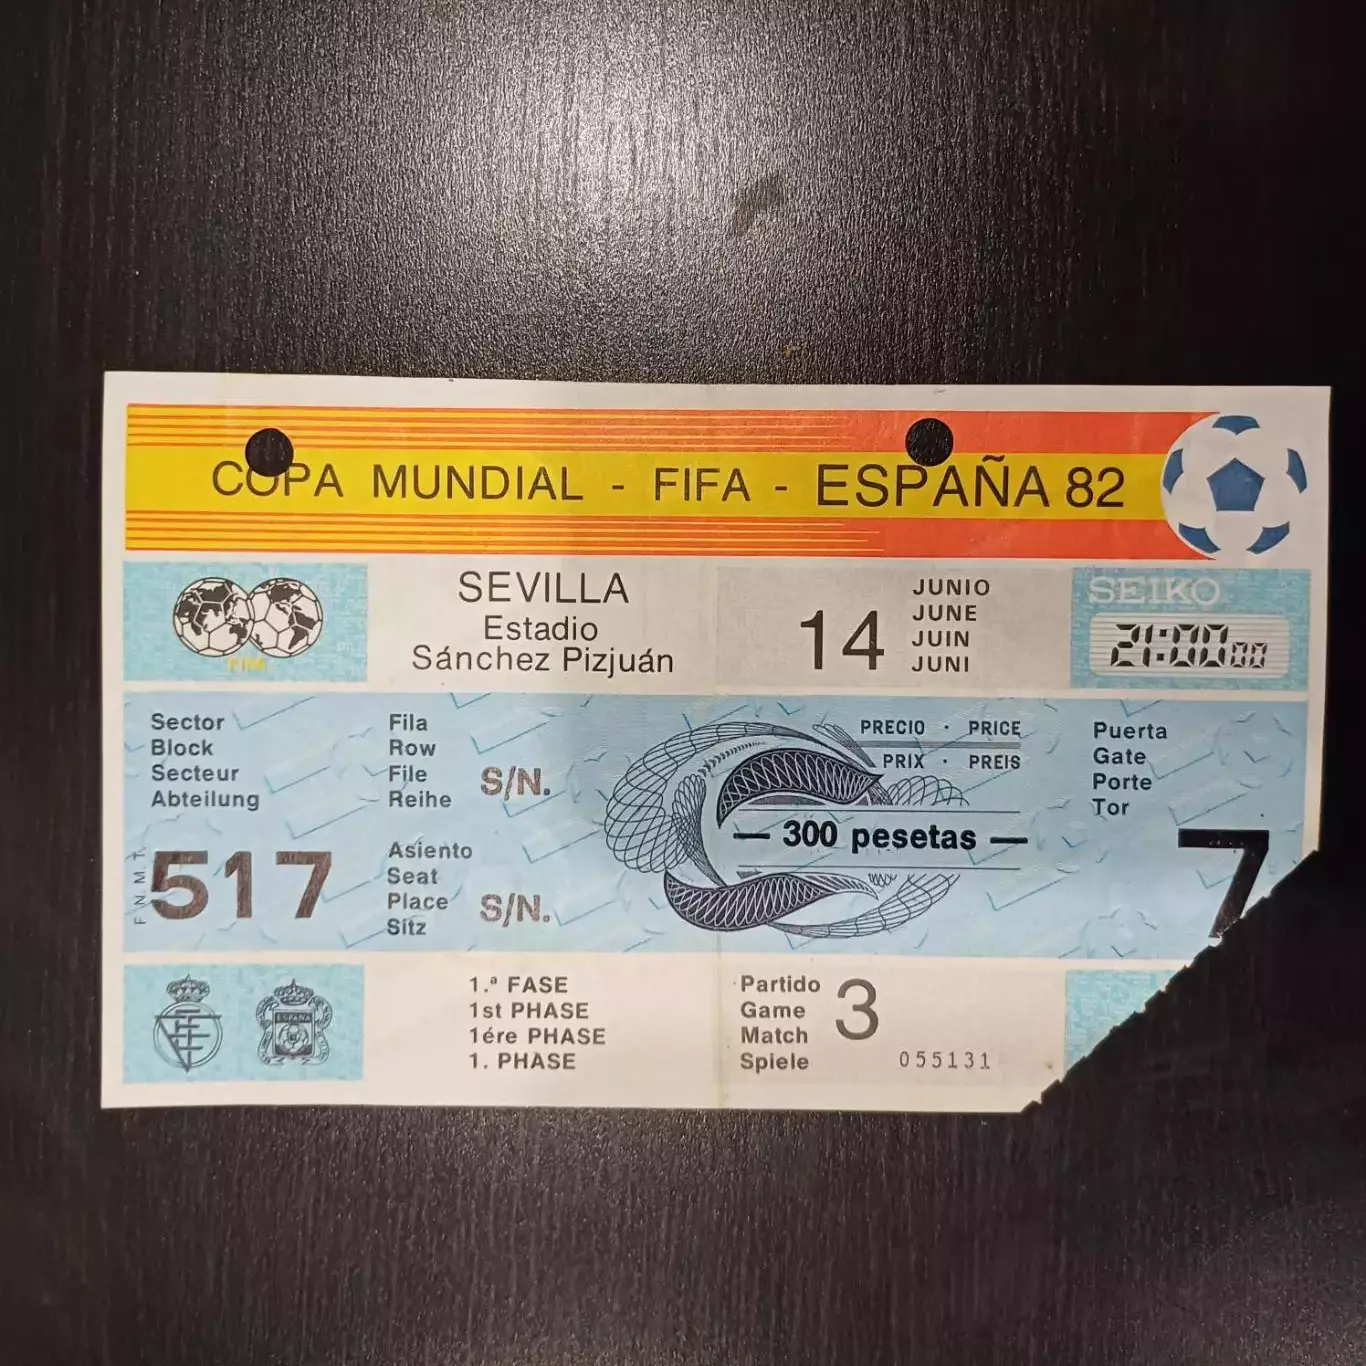 COPA MUNDIAL - FIFA - ESPAÑA 82
FIFA
SEVILLA
Estadio
Sánchez Pizjuán
14
JUNIO
JUNE
JUIN
JUNI
SEIKO
21:00 00
Sector
Block
Secteur
Abteilung
517
F.N.M.T.
Fila
Row
File
Reihe
S/N.
Asiento
Seat
Place
Sitz
S/N.
PRECIO · PRICE
PRIX · PREIS
— 300 pesetas —
Puerta
Gate
Porte
Tor
7
ESPAÑA
1.ª FASE
1st PHASE
1ére PHASE
1. PHASE
Partido
Game
Match
Spiele
3
055131